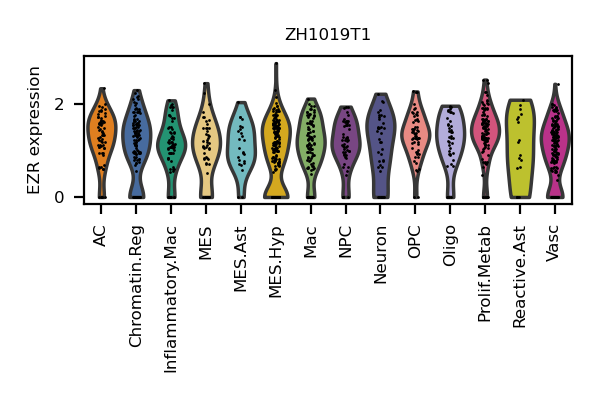 ZH1019T1
EZR expression
2
0
AC
Chromatin.Reg
Inflammatory.Mac
MES
MES.Ast
MES.Hyp
Mac
NPC
Neuron
OPC
Oligo
Prolif.Metab
Reactive.Ast
Vasc